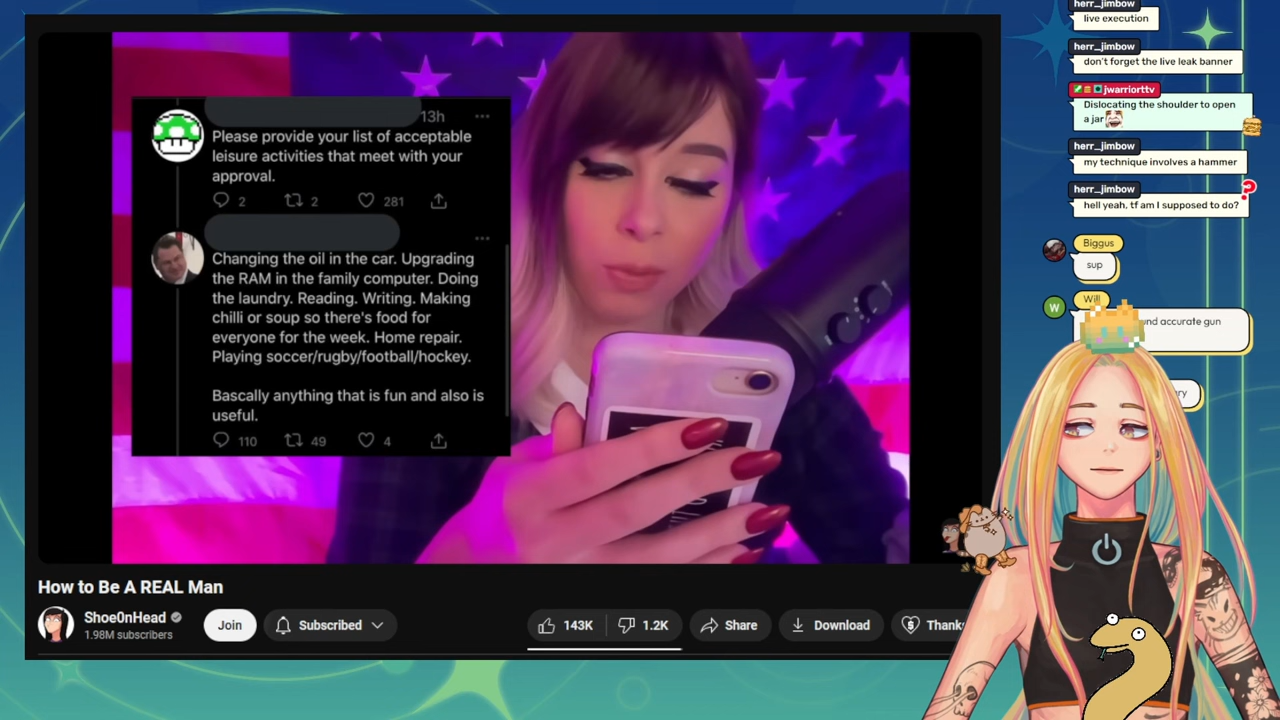 13h
Please provide your list of acceptable
leisure activities that meet with your
approval.
2 2 281
Changing the oil in the car. Upgrading
the RAM in the family computer. Doing
the laundry. Reading. Writing. Making
chilli or soup so there's food for
everyone for the week. Home repair.
Playing soccer/rugby/football/hockey.
Bascally anything that is fun and also is
useful.
110 49 4
How to Be A REAL Man
Shoe0nHead
1.98M subscribers
Join
Subscribed
143K
1.2K
Share
Download
Thank
herr_jimbow
live execution
herr_jimbow
don't forget the live leak banner
jwarriorttv
Dislocating the shoulder to open
a jar
herr_jimbow
my technique involves a hammer
herr_jimbow
hell yeah, tf am I supposed to do?
Biggus
sup
W
Will
accurate gun